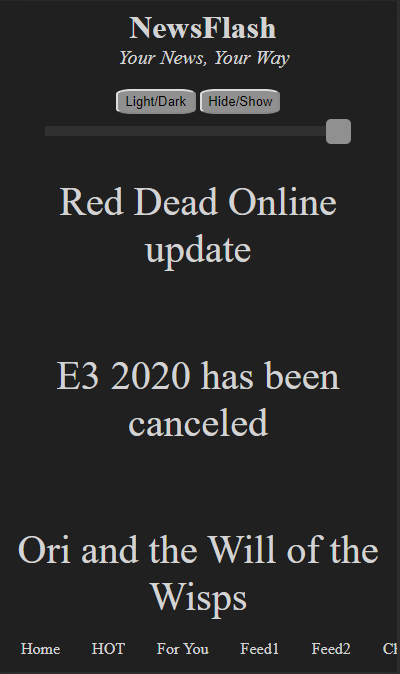 NewsFlash
Your News, Your Way
Light/Dark Hide/Show
Red Dead Online
update
E3 2020 has been
canceled
Ori and the Will of the
Wisps
Home HOT For You Feed1 Feed2